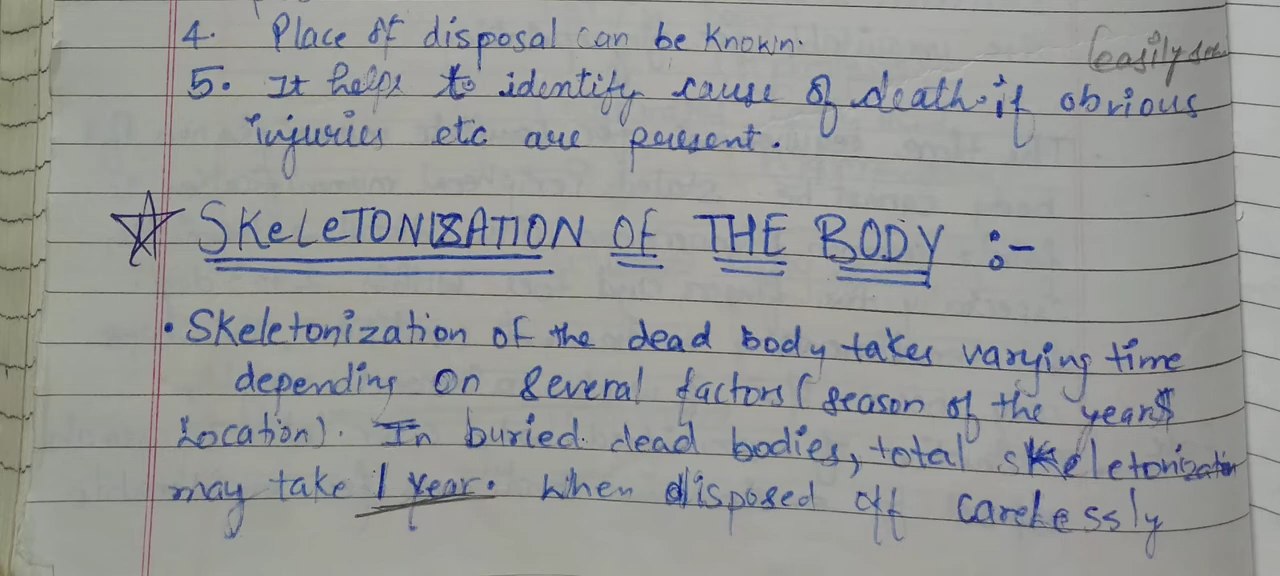 4. Place of disposal can be known.
(easily
5. It helps to identify cause of death if obvious
injuries etc are present.
☆ SKeLeTONIZATION OF THE BODY :-
• Skeletonization of the dead body takes varying time
depending on several factors (season of the year &
Location). In buried dead bodies, total skeletonization
may take 1 year. When disposed off carelessly